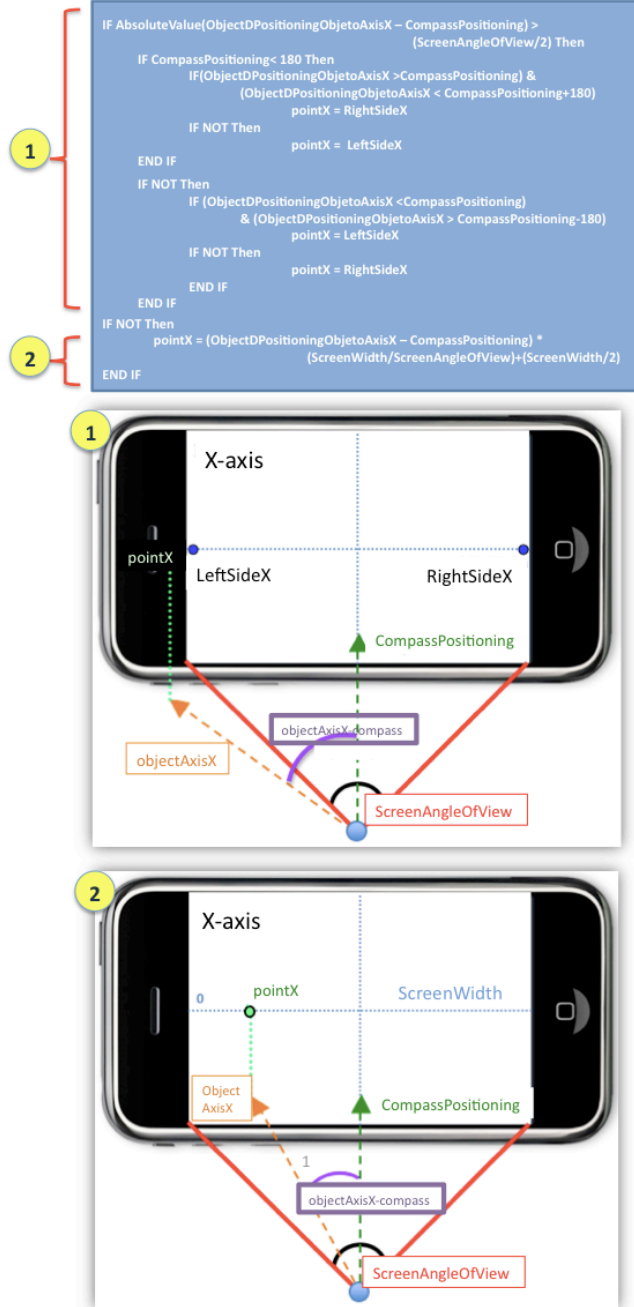 1
IF AbsoluteValue(ObjectDPositioningObjetoAxisX – CompassPositioning) >
(ScreenAngleOfView/2) Then
IF CompassPositioning< 180 Then
IF(ObjectDPositioningObjetoAxisX >CompassPositioning) &
(ObjectDPositioningObjetoAxisX < CompassPositioning+180)
pointX = RightSideX
IF NOT Then
pointX =  LeftSideX
END IF
IF NOT Then
IF (ObjectDPositioningObjetoAxisX <CompassPositioning)
& (ObjectDPositioningObjetoAxisX > CompassPositioning-180)
pointX = LeftSideX
IF NOT Then
pointX = RightSideX
END IF
END IF
IF NOT Then
2
pointX = (ObjectDPositioningObjetoAxisX – CompassPositioning) *
(ScreenWidth/ScreenAngleOfView)+(ScreenWidth/2)
END IF
1
X-axis
pointX
LeftSideX
RightSideX
CompassPositioning
objectAxisX-compass
objectAxisX
ScreenAngleOfView
2
X-axis
0
pointX
ScreenWidth
Object
AxisX
CompassPositioning
1
objectAxisX-compass
ScreenAngleOfView